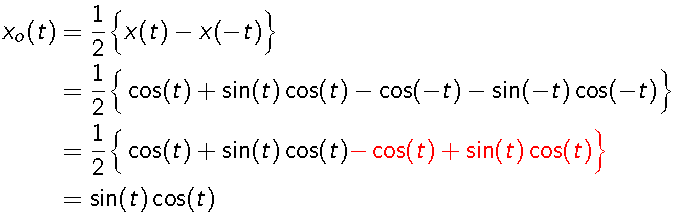 x_o(t) = 1/2 { x(t) − x(−t) }
= 1/2 { cos(t) + sin(t) cos(t) − cos(−t) − sin(−t) cos(−t) }
= 1/2 { cos(t) + sin(t) cos(t) − cos(t) + sin(t) cos(t) }
= sin(t) cos(t)